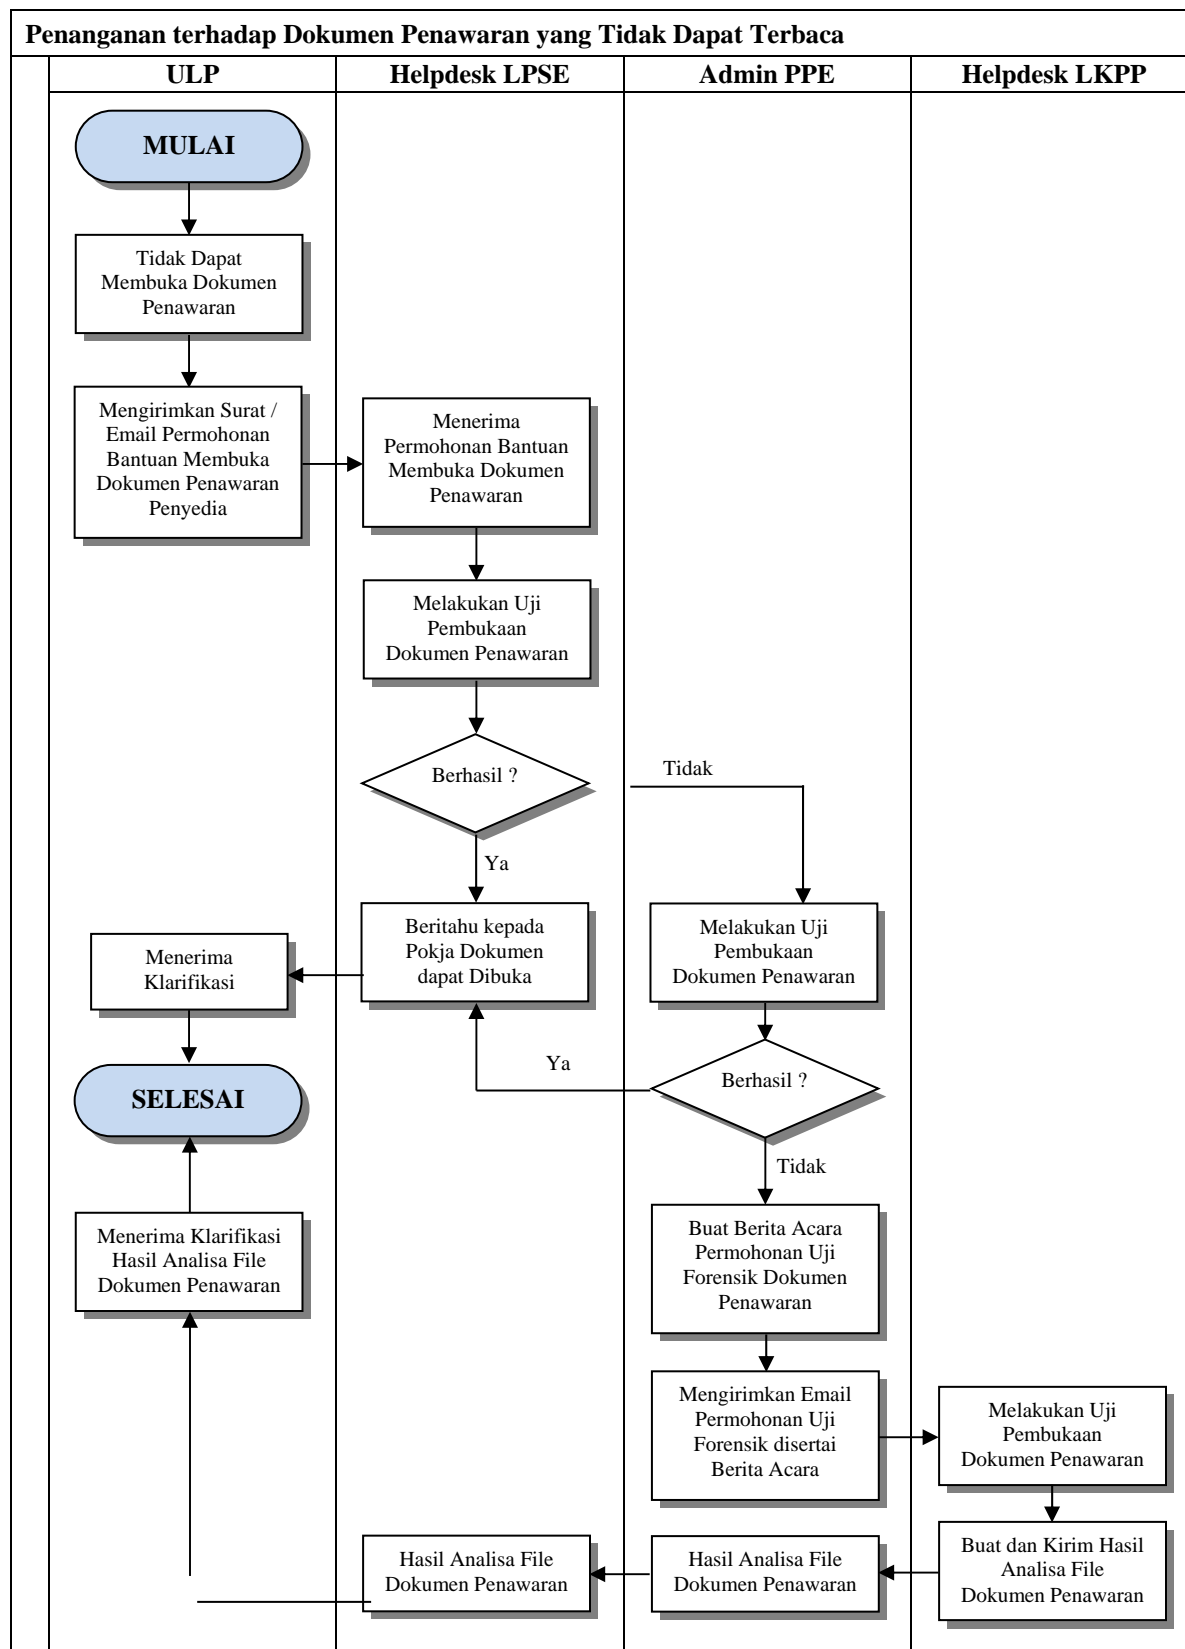 Penanganan terhadap Dokumen Penawaran yang Tidak Dapat Terbaca
ULP
Helpdesk LPSE
Admin PPE
Helpdesk LKPP
MULAI
Tidak Dapat
Membuka Dokumen
Penawaran
Mengirimkan Surat /
Email Permohonan
Bantuan Membuka
Dokumen Penawaran
Penyedia
Menerima
Permohonan Bantuan
Membuka Dokumen
Penawaran
Melakukan Uji
Pembukaan
Dokumen Penawaran
Berhasil ?
Tidak
Ya
Beritahu kepada
Pokja Dokumen
dapat Dibuka
Menerima
Klarifikasi
Melakukan Uji
Pembukaan
Dokumen Penawaran
Ya
Berhasil ?
SELESAI
Tidak
Menerima Klarifikasi
Hasil Analisa File
Dokumen Penawaran
Buat Berita Acara
Permohonan Uji
Forensik Dokumen
Penawaran
Mengirimkan Email
Permohonan Uji
Forensik disertai
Berita Acara
Melakukan Uji
Pembukaan
Dokumen Penawaran
Buat dan Kirim Hasil
Analisa File
Dokumen Penawaran
Hasil Analisa File
Dokumen Penawaran
Hasil Analisa File
Dokumen Penawaran